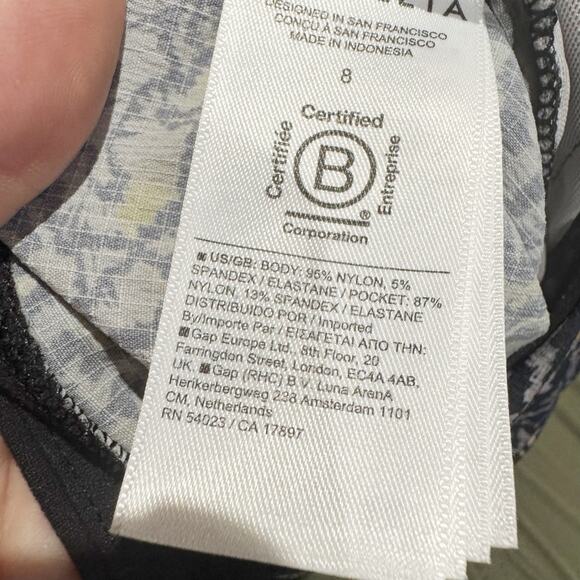 DESIGNED IN SAN FRANCISCO
CONÇU À SAN FRANCISCO
MADE IN INDONESIA
8
Certified
Certifiée
B
®
Entreprise
Corporation
US/GB: BODY: 95% NYLON, 5%
SPANDEX / ELASTANE / POCKET: 87%
NYLON, 13% SPANDEX / ELASTANE
DISTRIBUTED FOR / Imported
By/Importe Par / ΕΙΣΑΓΕΤΑΙ ΑΠΟ ΤΗΝ:
Gap Europe Ltd., 8th Floor, 20
Farringdon Street, London, EC4A 4AB,
UK, Gap (RHC) B.V. Luna ArenA
Herikerbergweg 238 Amsterdam 1101
CM, Netherlands
RN 54023 / CA 17897